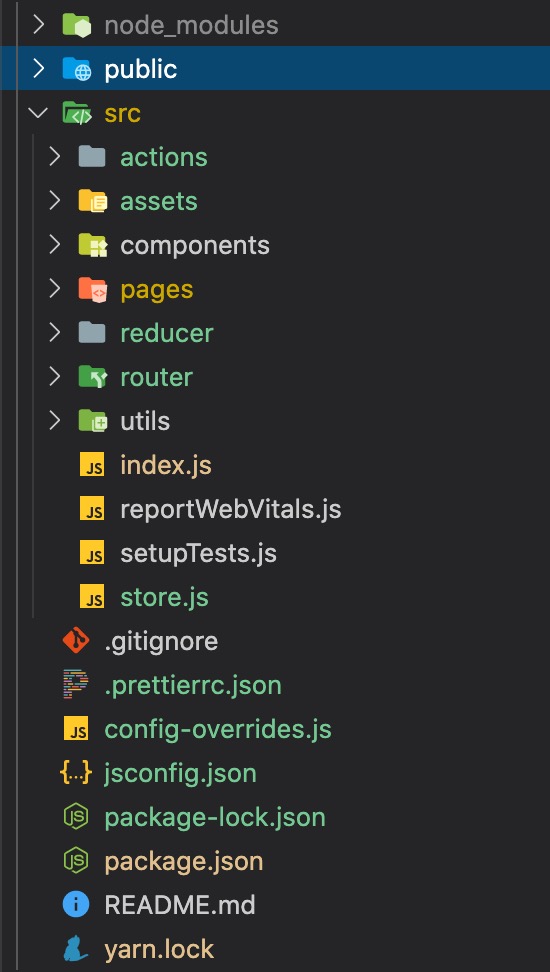 node_modules
public
src
actions
assets
components
pages
reducer
router
utils
JS index.js
JS reportWebVitals.js
JS setupTests.js
JS store.js
.gitignore
.prettierrc.json
JS config-overrides.js
{...} jsconfig.json
JS package-lock.json
JS package.json
i README.md
yarn.lock